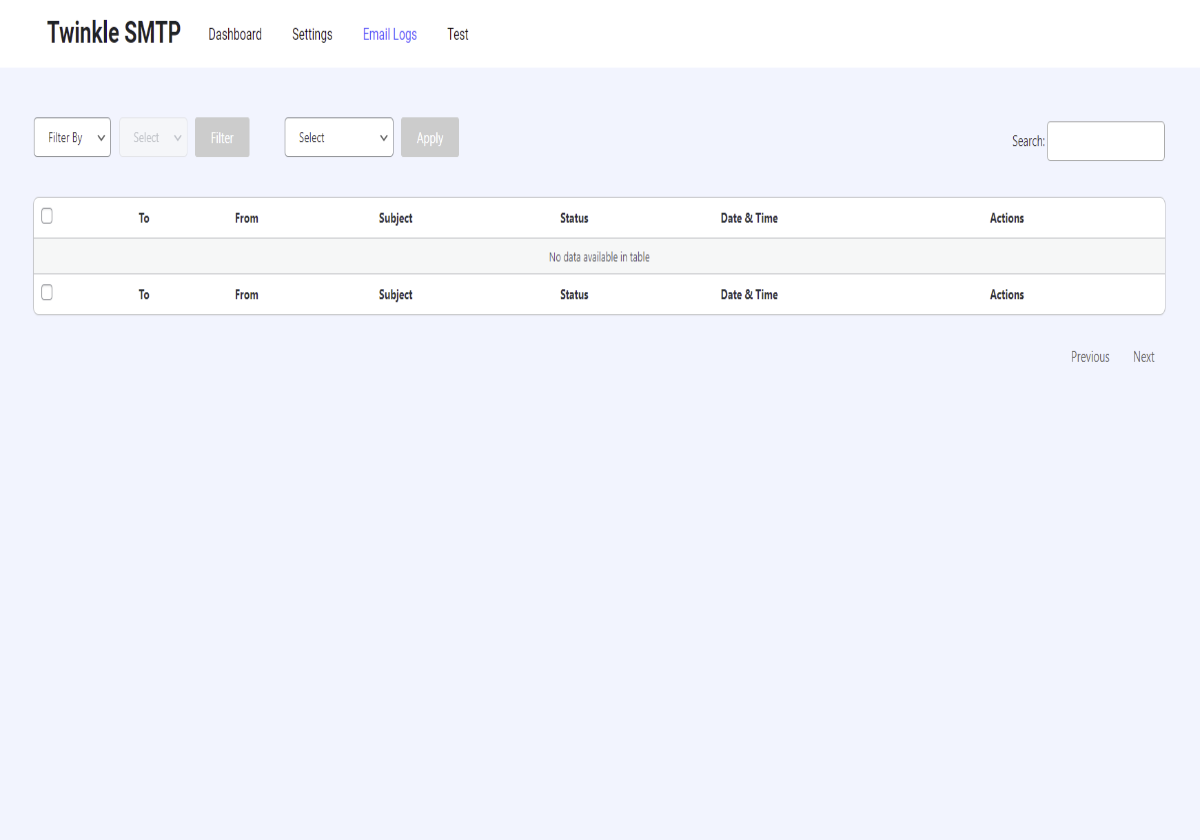 Twinkle SMTP Dashboard Settings Email Logs Test
Filter By Select Filter Select Apply Search:
To From Subject Status Date & Time Actions
No data available in table
To From Subject Status Date & Time Actions
Previous Next